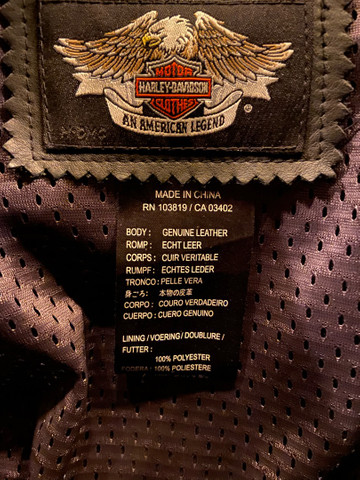 MOTOR
HARLEY-DAVIDSON
CLOTHES
AN AMERICAN LEGEND
®
MADE IN CHINA
RN 103819 / CA 03402
BODY: GENUINE LEATHER
ROMP: ECHT LEER
CORPS: CUIR VERITABLE
RUMPF: ECHTES LEDER
TRONCO: PELLE VERA
身ごろ: 本物の皮革
CORPO: COURO VERDADEIRO
CUERPO: CUERO GENUINO
LINING / VOERING / DOUBLURE /
FUTTER:
100% POLYESTER
FODERA: 100% POLIESTERE